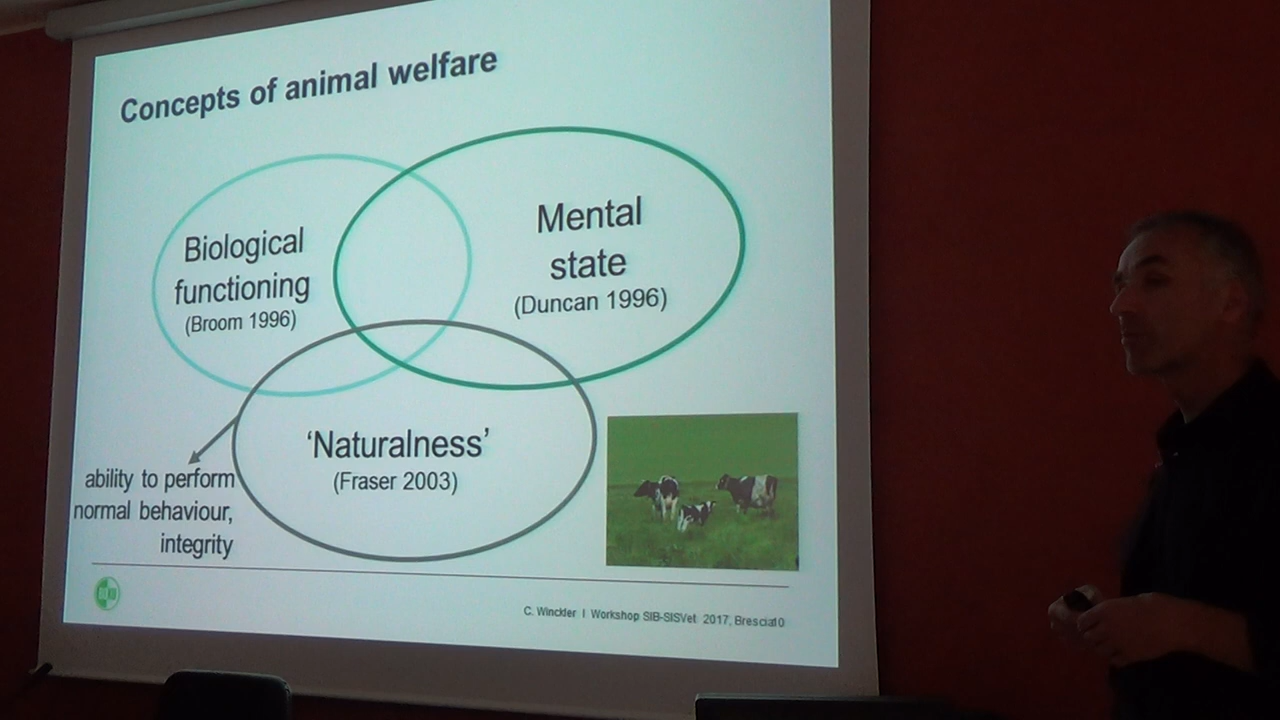 Concepts of animal welfare
Biological
functioning
(Broom 1996)
Mental
state
(Duncan 1996)
‘Naturalness’
(Fraser 2003)
ability to perform
normal behaviour,
integrity
C. Winckler I Workshop SIB-SISVet 2017, Brescia10